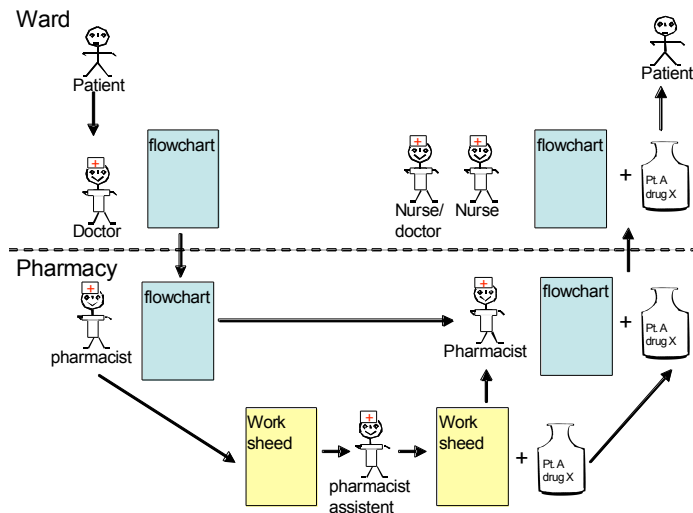 Ward
Patient
Patient
flowchart
flowchart
+
Pt. A
drug X
Doctor
Nurse/
doctor
Nurse
Pharmacy
flowchart
flowchart
+
Pt. A
drug X
pharmacist
Pharmacist
Work
sheed
Work
sheed
+
Pt. A
drug X
pharmacist
assistent